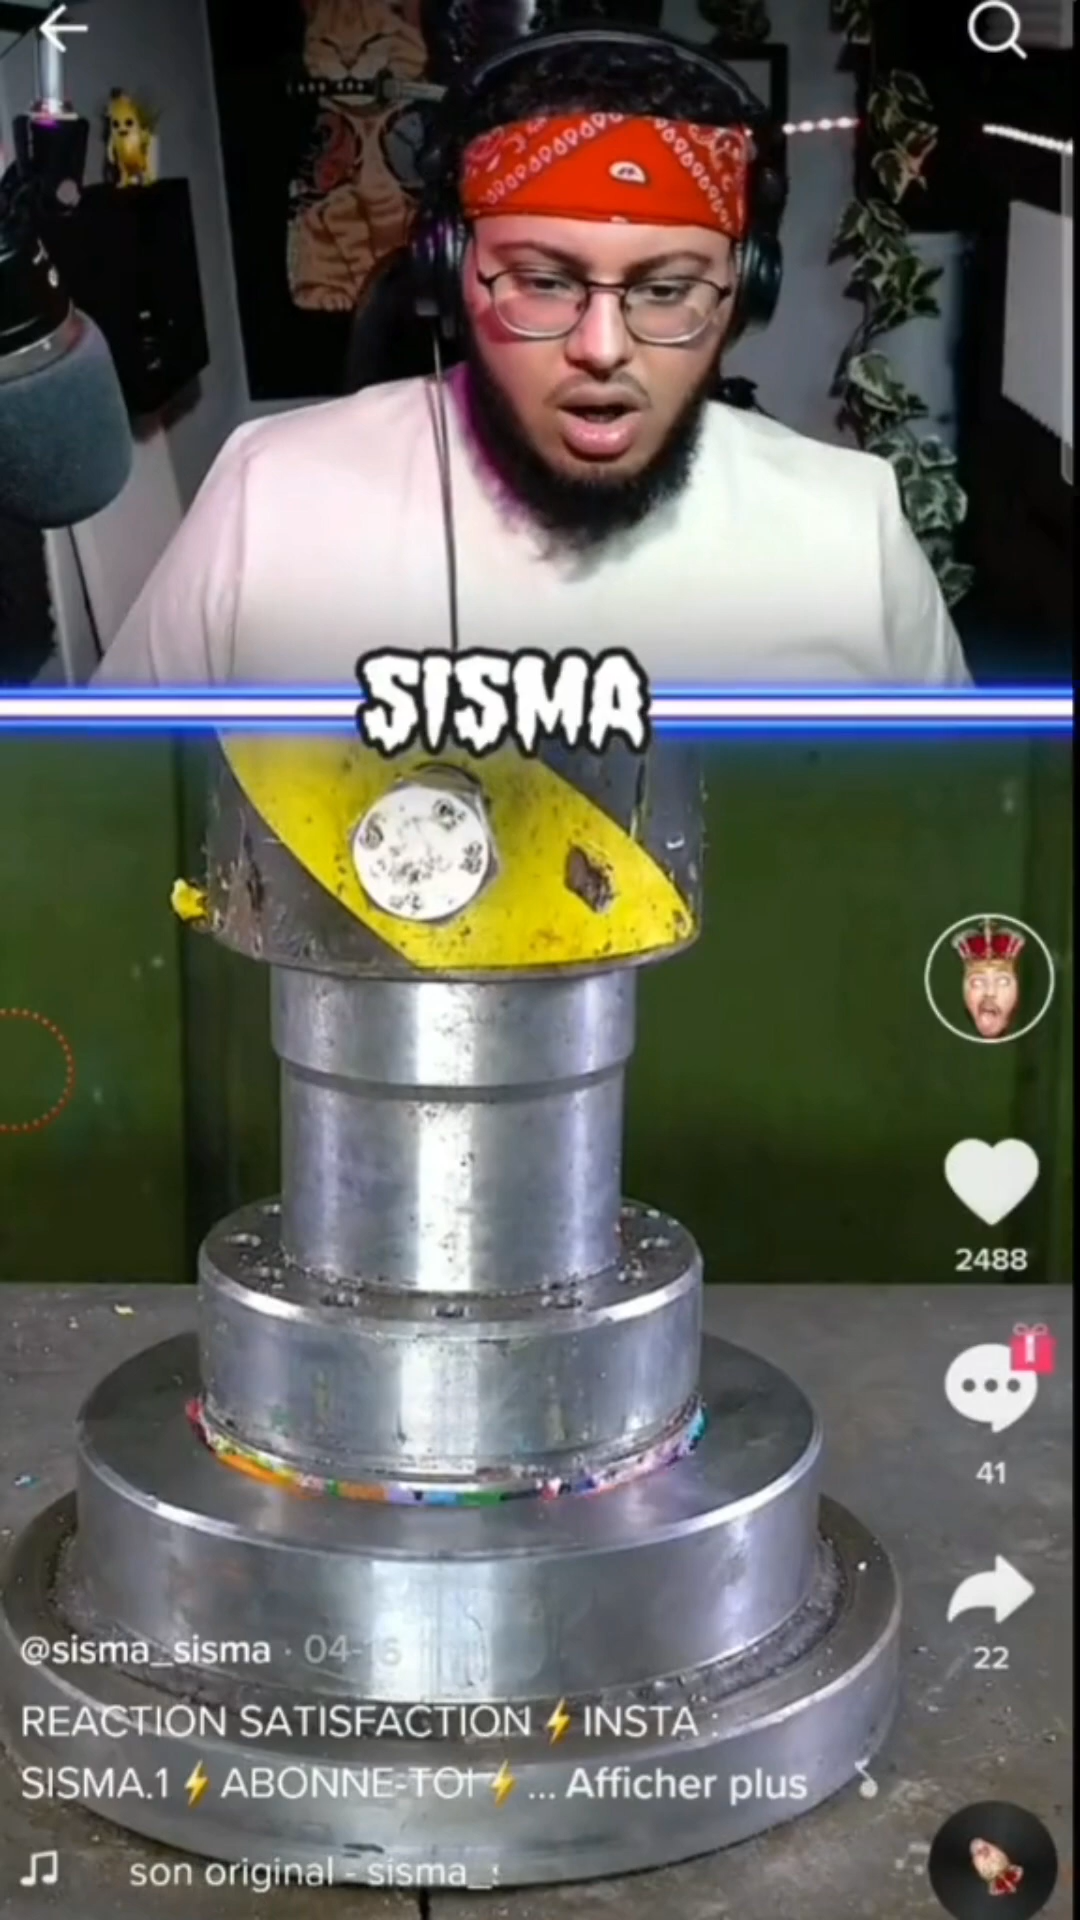 SISMA
2488
41
22
@sisma_sisma · 04-16
REACTION SATISFACTION⚡INSTA :
SISMA.1⚡ABONNE-TOI⚡... Afficher plus
son original - sisma_